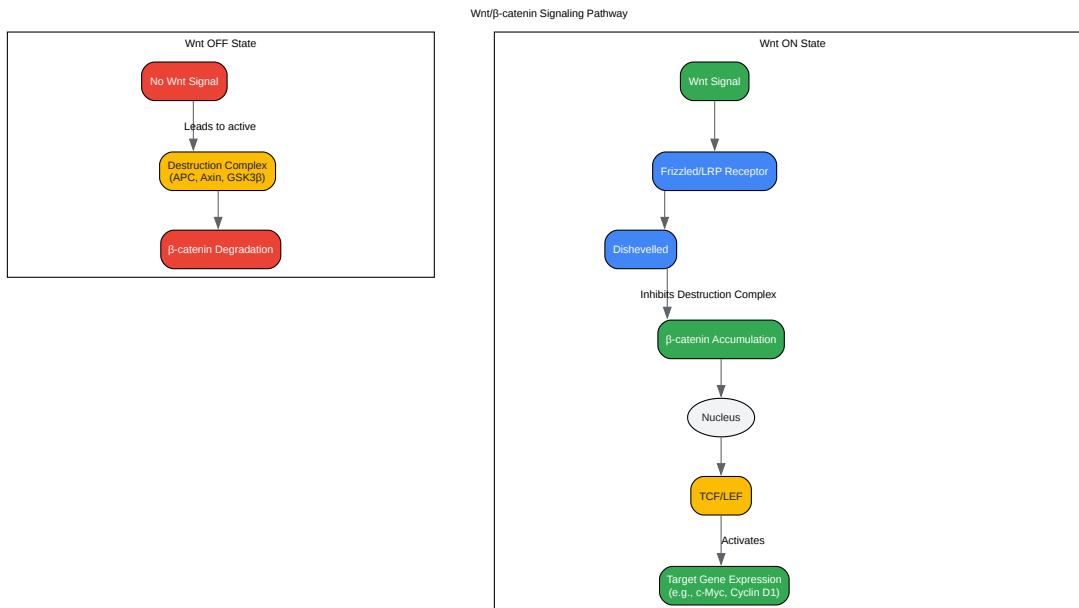 Wnt/β-catenin Signaling Pathway
Wnt OFF State
No Wnt Signal
Leads to active
Destruction Complex
(APC, Axin, GSK3β)
β-catenin Degradation
Wnt ON State
Wnt Signal
Frizzled/LRP Receptor
Dishevelled
Inhibits Destruction Complex
β-catenin Accumulation
Nucleus
TCF/LEF
Activates
Target Gene Expression
(e.g., c-Myc, Cyclin D1)